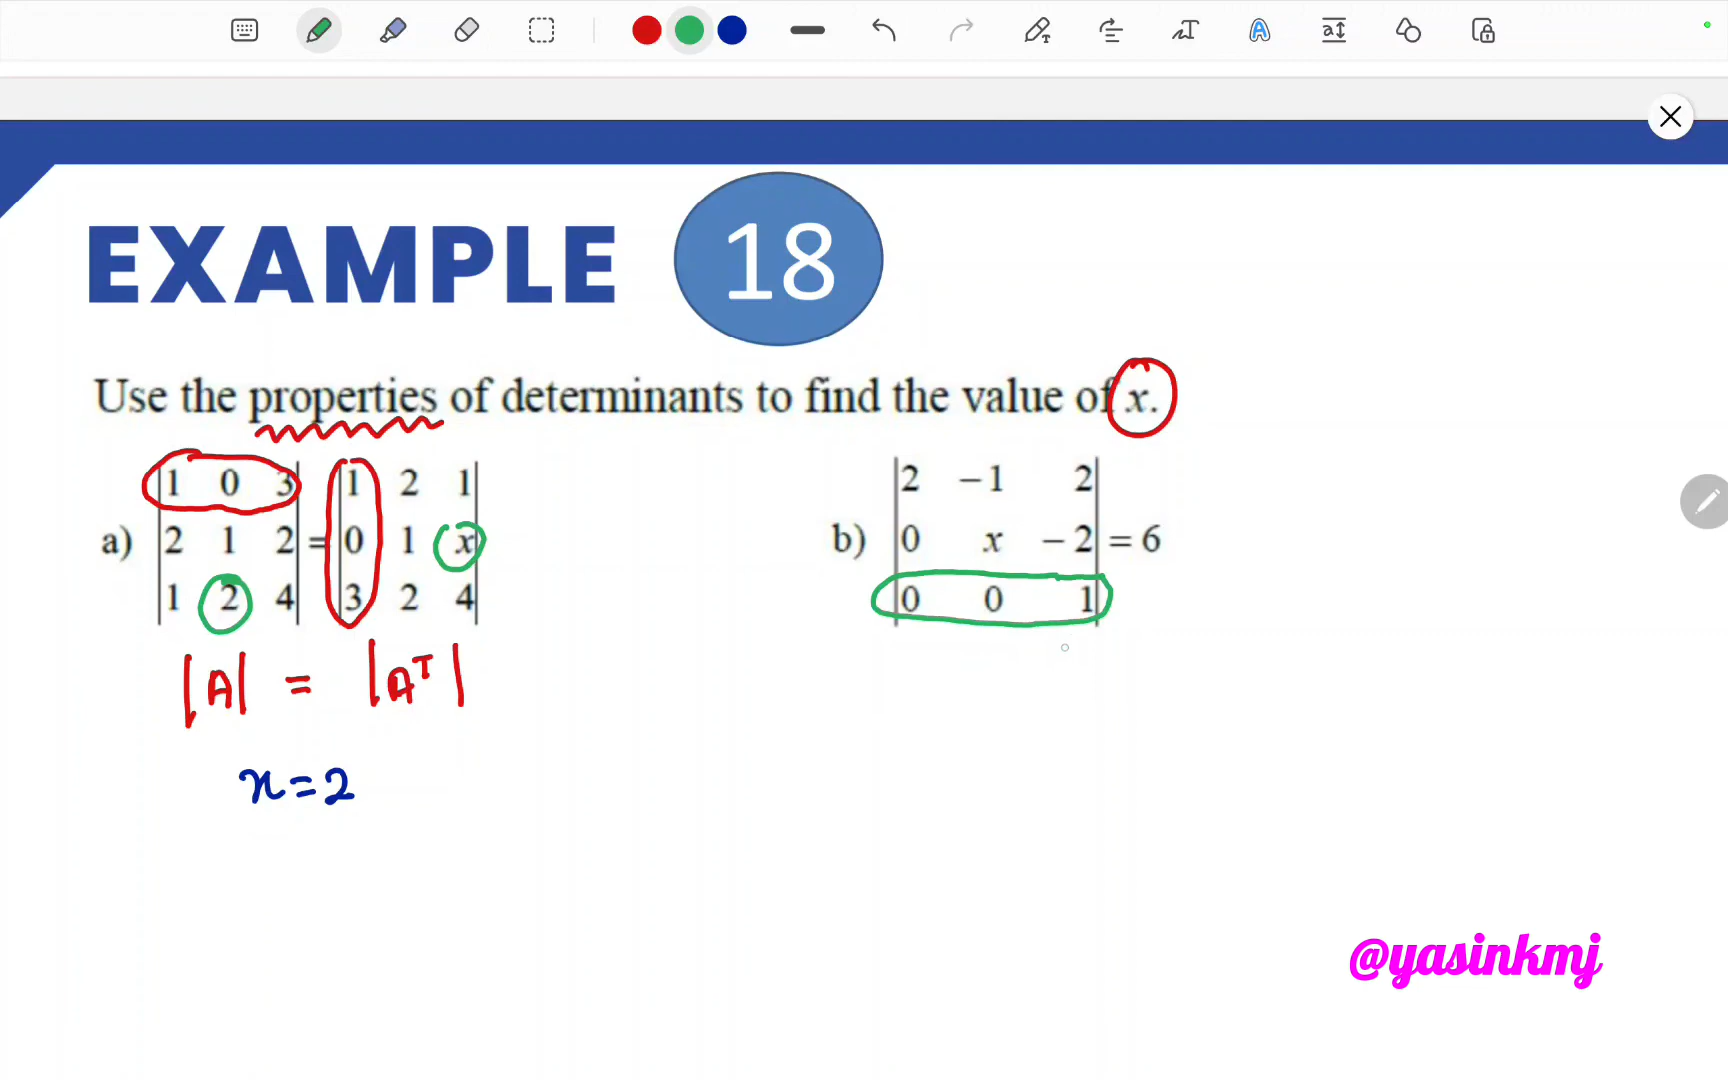 EXAMPLE 18
Use the properties of determinants to find the value of x.
a) |1 0 3| = |1 2 1|
|2 1 2| |0 1 x|
|1 2 4| |3 2 4|
|A| = |Aᵀ|
x = 2
b) |2 −1 2|
|0 x −2| = 6
|0 0 1|
@yasinkmj